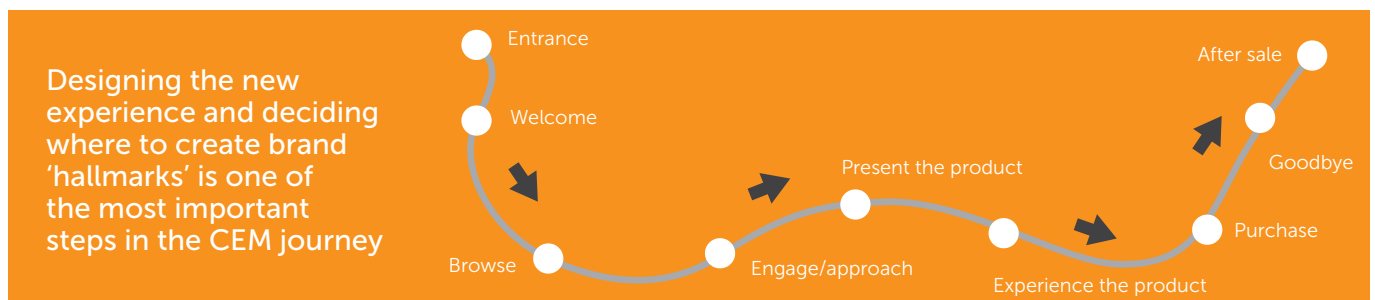 Designing the new
experience and deciding
where to create brand
‘hallmarks’ is one of
the most important
steps in the CEM journey
Entrance
Welcome
Browse
Engage/approach
Present the product
Experience the product
Purchase
Goodbye
After sale